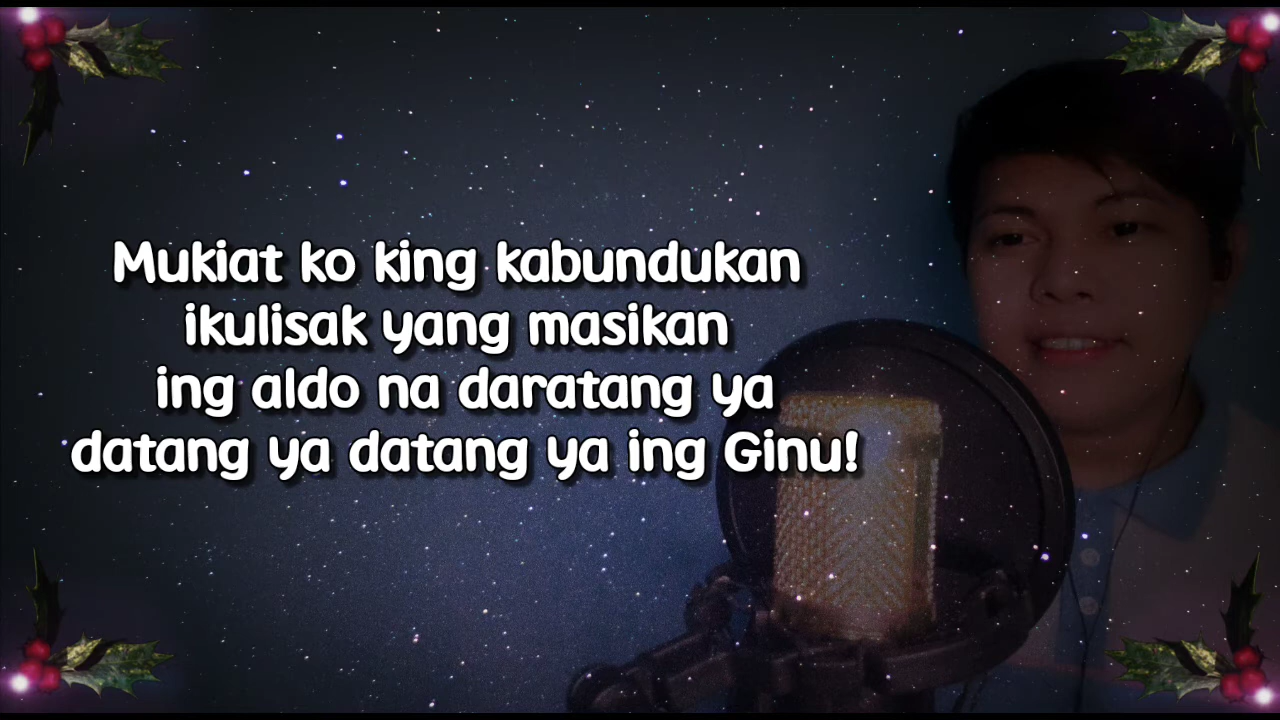 Mukiat ko king kabundukan
ikulisak yang masikan
ing aldo na daratang ya
datang ya datang ya ing Ginu!